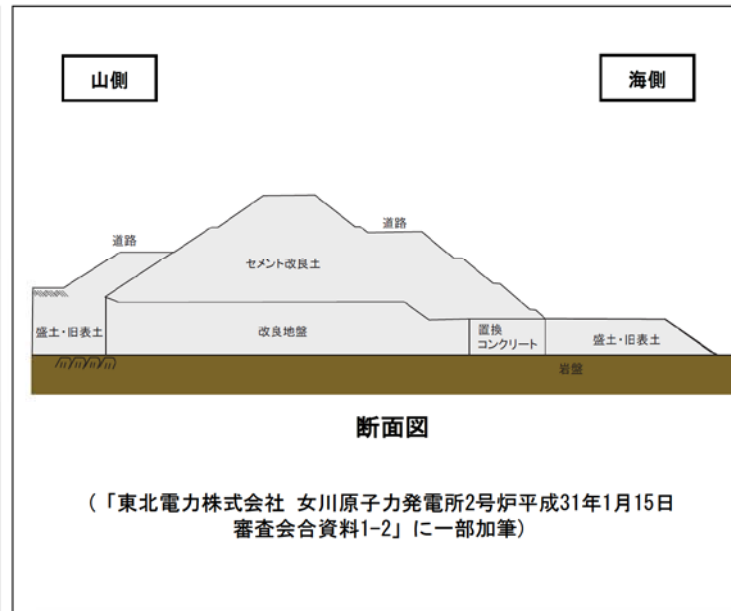 山側
海側
道路
道路
セメント改良土
盛土・旧表土
改良地盤
置換
コンクリート
盛土・旧表土
岩盤
断面図
（「東北電力株式会社 女川原子力発電所2号炉平成31年1月15日
審査会合資料1-2」に一部加筆）